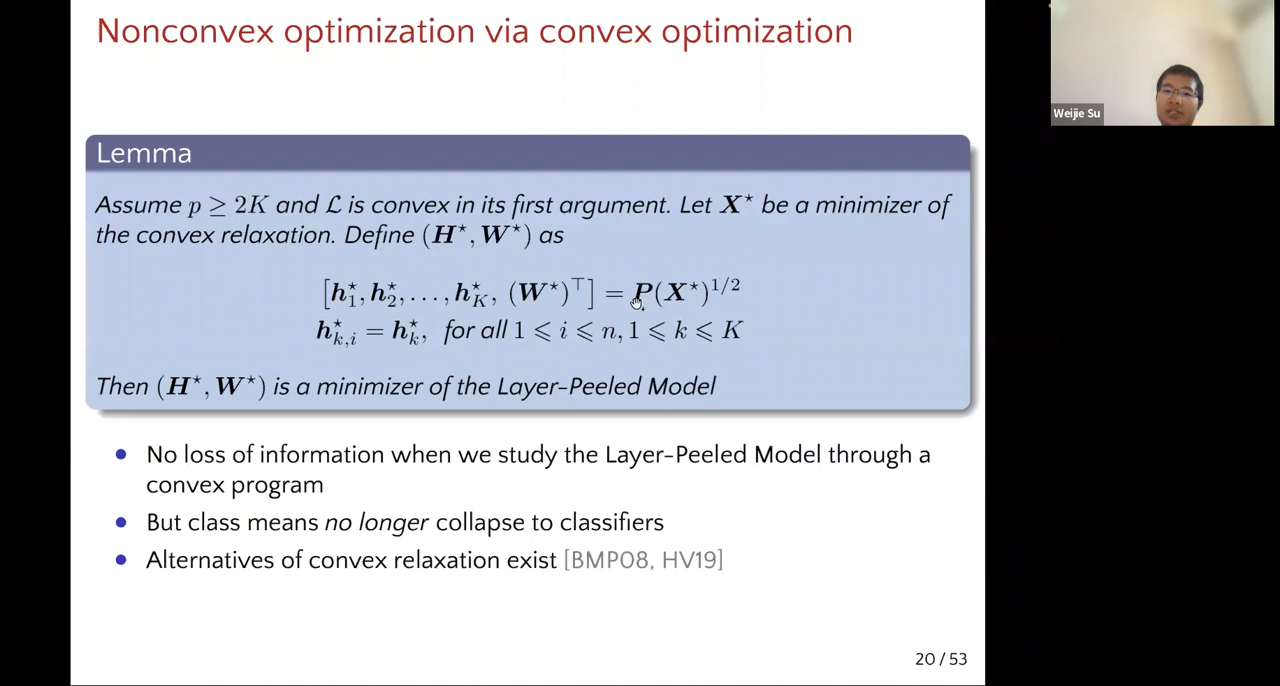 Nonconvex optimization via convex optimization
Weijie Su
Lemma
Assume p ≥ 2K and ℒ is convex in its first argument. Let X⋆ be a minimizer of
the convex relaxation. Define (H⋆, W⋆) as
[h⋆₁, h⋆₂, …, h⋆_K, (W⋆)^⊤] = P(X⋆)^{1/2}
h⋆_{k,i} = h⋆_k, for all 1 ⩽ i ⩽ n, 1 ⩽ k ⩽ K
Then (H⋆, W⋆) is a minimizer of the Layer-Peeled Model
• No loss of information when we study the Layer-Peeled Model through a
convex program
• But class means no longer collapse to classifiers
• Alternatives of convex relaxation exist [BMP08, HV19]
20 / 53